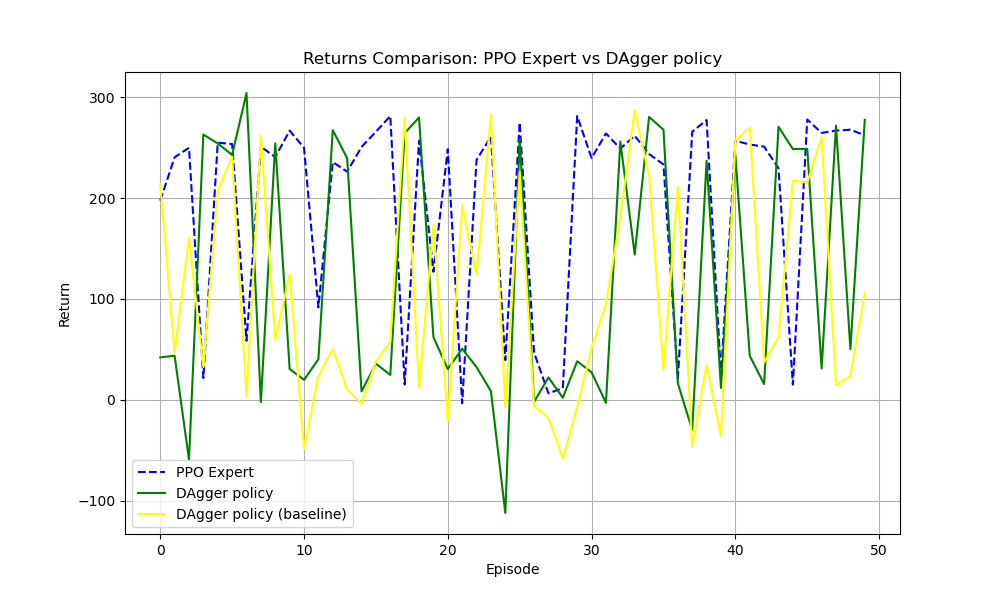 Returns Comparison: PPO Expert vs DAgger policy
300
200
100
0
−100
Return
PPO Expert
DAgger policy
DAgger policy (baseline)
0 10 20 30 40 50
Episode